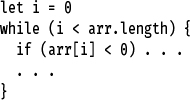 let i = 0
while (i < arr.length) {
if (arr[i] < 0) . . .
. . .
}